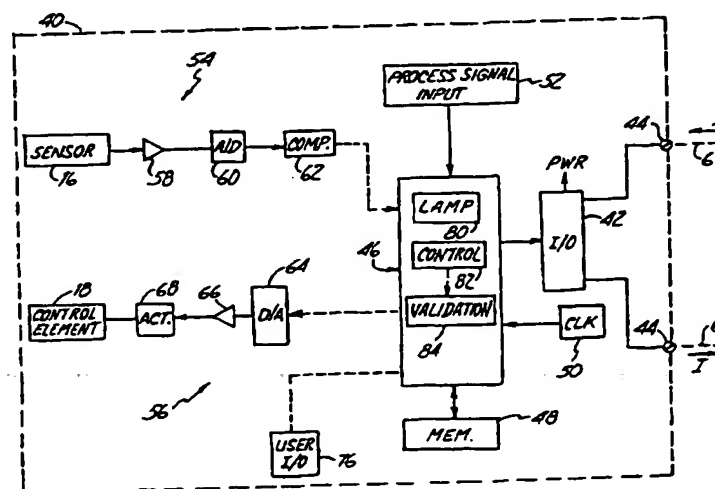 40
54
PROCESS SIGNAL
INPUT
52
SENSOR
16
58
A/D
60
COMP.
62
44
6
PWR
I/O
42
LAMP
80
46
CONTROL
82
VALIDATION
84
64
D/A
66
68
ACT.
18
CONTROL
ELEMENT
CLK
50
44
I
56
USER
I/O
76
MEM.
48